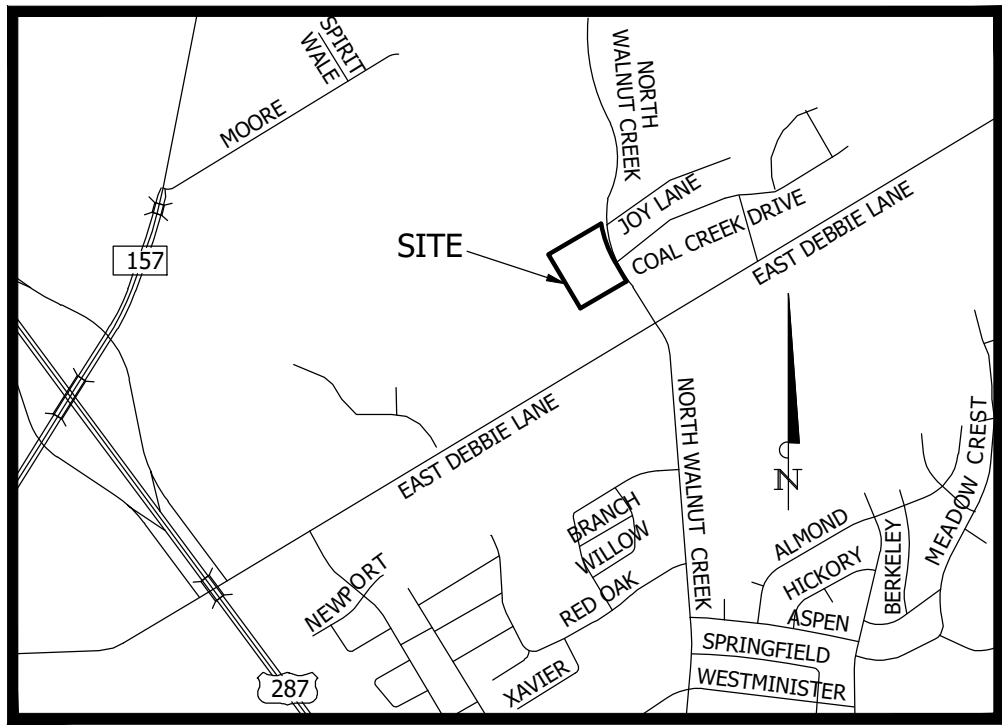 SPIRIT
WALE
MOORE
NORTH
WALNUT CREEK
JOY LANE
COAL CREEK DRIVE
EAST DEBBIE LANE
SITE
157
N
EAST DEBBIE LANE
NORTH WALNUT CREEK
MEADOW CREST
BRANCH
WILLOW
RED OAK
NEWPORT
XAVIER
ALMOND
HICKORY
BERKELEY
ASPEN
SPRINGFIELD
WESTMINISTER
287